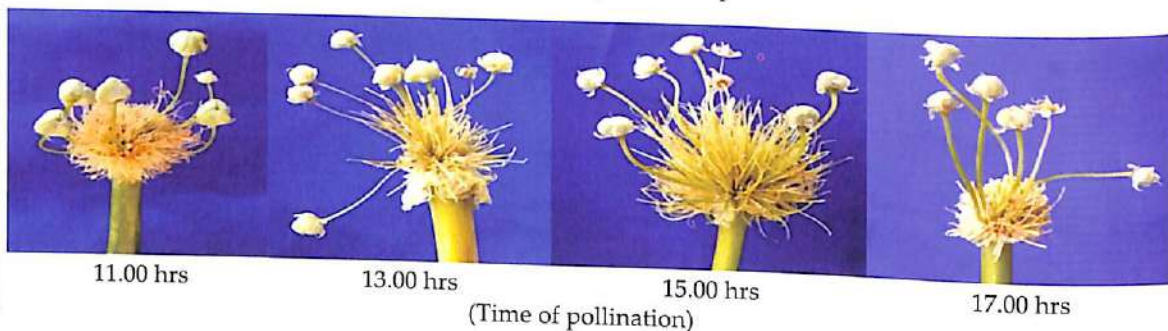 11.00 hrs 13.00 hrs 15.00 hrs 17.00 hrs
(Time of pollination)